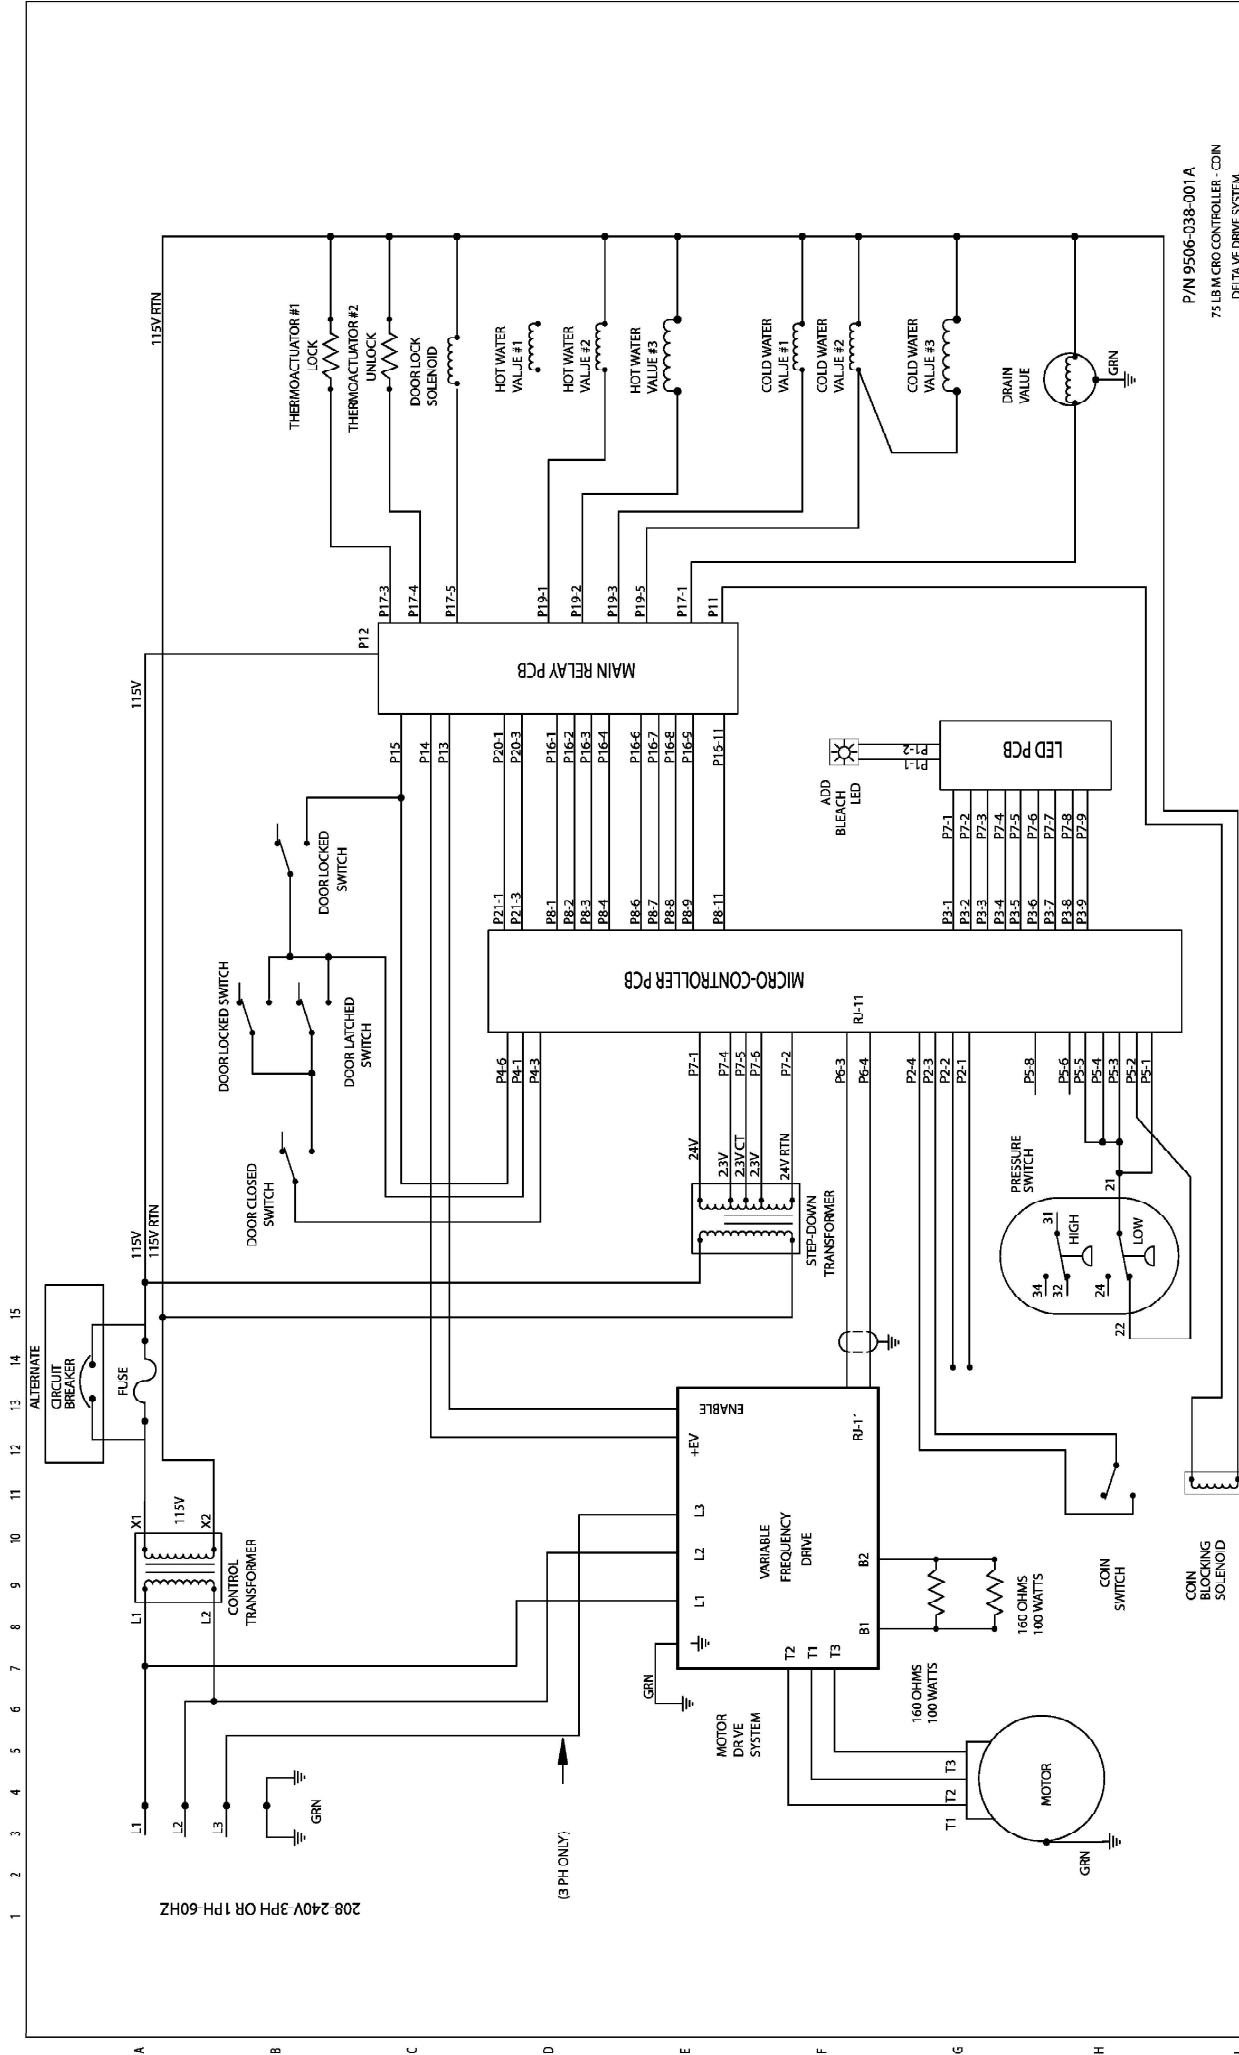 1 2 3 4 5 6 7 8 9 10 11 12 13 14 15
A B C D E F G H
208-240V-3PH OR 1PH-60HZ
L1
L2
L3
GRN
(3 PH ONLY)
L1
L2
X1
X2
115V
CONTROL
TRANSFORMER
ALTERNATE
CIRCUIT
BREAKER
FUSE
115V
115V RTN
115V
115V RTN
DOOR CLOSED
SWITCH
DOOR LOCKED SWITCH
DOOR LATCHED
SWITCH
DOOR LOCKED
SWITCH
THERMOACTUATOR #1
LOCK
THERMOACTUATOR #2
UNLOCK
DOOR LOCK
SOLENOID
HOT WATER
VALUE #1
HOT WATER
VALUE #2
HOT WATER
VALUE #3
COLD WATER
VALUE #1
COLD WATER
VALUE #2
COLD WATER
VALUE #3
DRAIN
VALUE
GRN
P12
P17-3
P17-4
P17-5
P19-1
P19-2
P19-3
P19-5
P17-1
P11
MAIN RELAY PCB
P15
P14
P13
P20-1
P20-3
P16-1
P16-2
P16-3
P16-4
P16-6
P16-7
P16-8
P16-9
P15-11
P21-1
P21-3
P8-1
P8-2
P8-3
P8-4
P8-6
P8-7
P8-8
P8-9
P8-11
ADD
BLEACH
LED
P1-2
P1-1
LED PCB
P7-1
P7-2
P7-3
P7-4
P7-5
P7-6
P7-7
P7-8
P7-9
P3-1
P3-2
P3-3
P3-4
P3-5
P3-6
P3-7
P3-8
P3-9
MICRO-CONTROLLER PCB
RJ-11
P4-6
P4-1
P4-3
P7-1
P7-4
P7-5
P7-6
P7-2
P6-3
P6-4
P2-4
P2-3
P2-2
P2-1
P5-8
P5-6
P5-5
P5-4
P5-3
P5-2
P5-1
24V
2.3V
2.3V CT
2.3V
24V RTN
STEP-DOWN
TRANSFORMER
PRESSURE
SWITCH
21
31
HIGH
LOW
34
32
24
22
ENABLE
+EV
L3
L2
L1
RJ-11
VARIABLE
FREQUENCY
DRIVE
B2
B1
T2
T1
T3
GRN
MOTOR
DRIVE
SYSTEM
160 OHMS
100 WATTS
160 OHMS
100 WATTS
T1
T2
T3
MOTOR
GRN
COIN
SWITCH
COIN
BLOCKING
SOLENOID
P/N 9506-038-001A
75 LB MICRO CONTROLLER - COIN
DELTA VF DRIVE SYSTEM